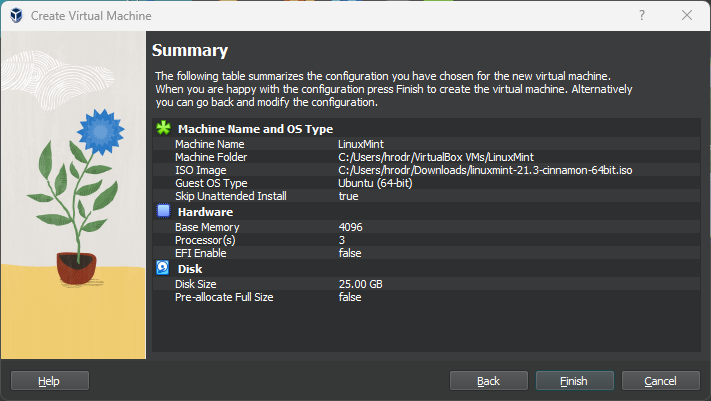 Create Virtual Machine
?
Summary
The following table summarizes the configuration you have chosen for the new virtual machine.
When you are happy with the configuration press Finish to create the virtual machine. Alternatively
you can go back and modify the configuration.
Machine Name and OS Type
Machine Name LinuxMint
Machine Folder C:/Users/hrodr/VirtualBox VMs/LinuxMint
ISO Image C:/Users/hrodr/Downloads/linuxmint-21.3-cinnamon-64bit.iso
Guest OS Type Ubuntu (64-bit)
Skip Unattended Install true
Hardware
Base Memory 4096
Processor(s) 3
EFI Enable false
Disk
Disk Size 25.00 GB
Pre-allocate Full Size false
Help Back Finish Cancel